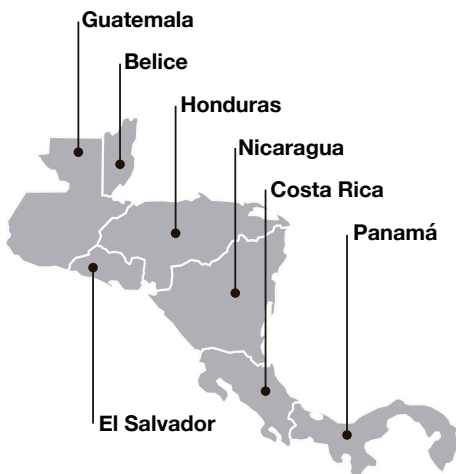 Guatemala
Belice
Honduras
Nicaragua
Costa Rica
Panamá
El Salvador